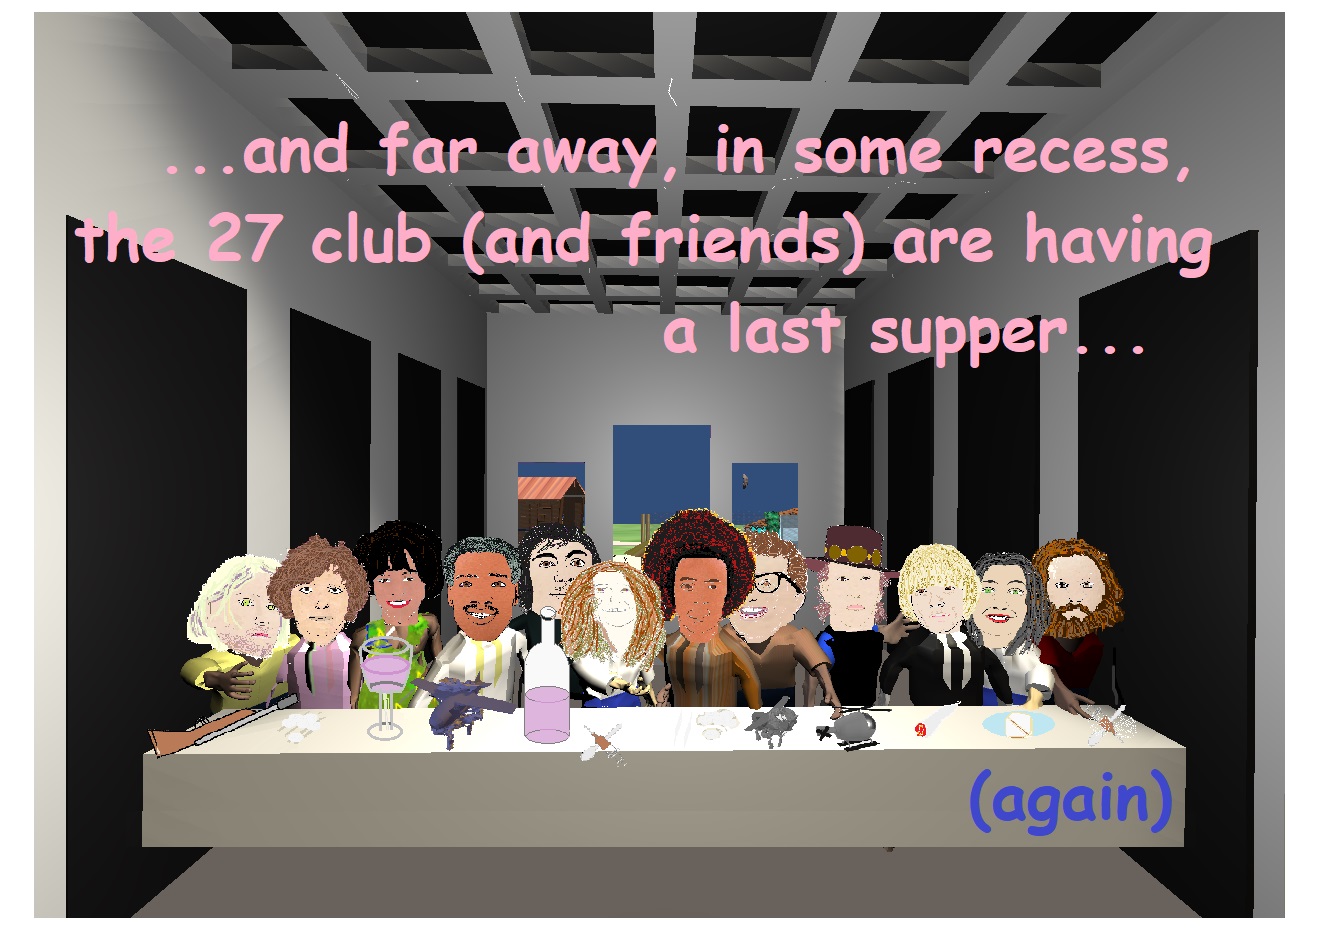 ...and far away, in some recess,
the 27 club (and friends) are having
a last supper...
(again)